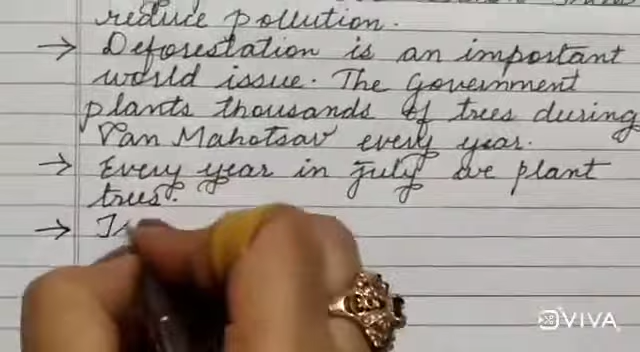 reduce pollution.
→ Deforestation is an important
world issue. The Government
plants thousands of trees during
Van Mahotsav every year.
→ Every year in july we plant
trees.
→
VIVA